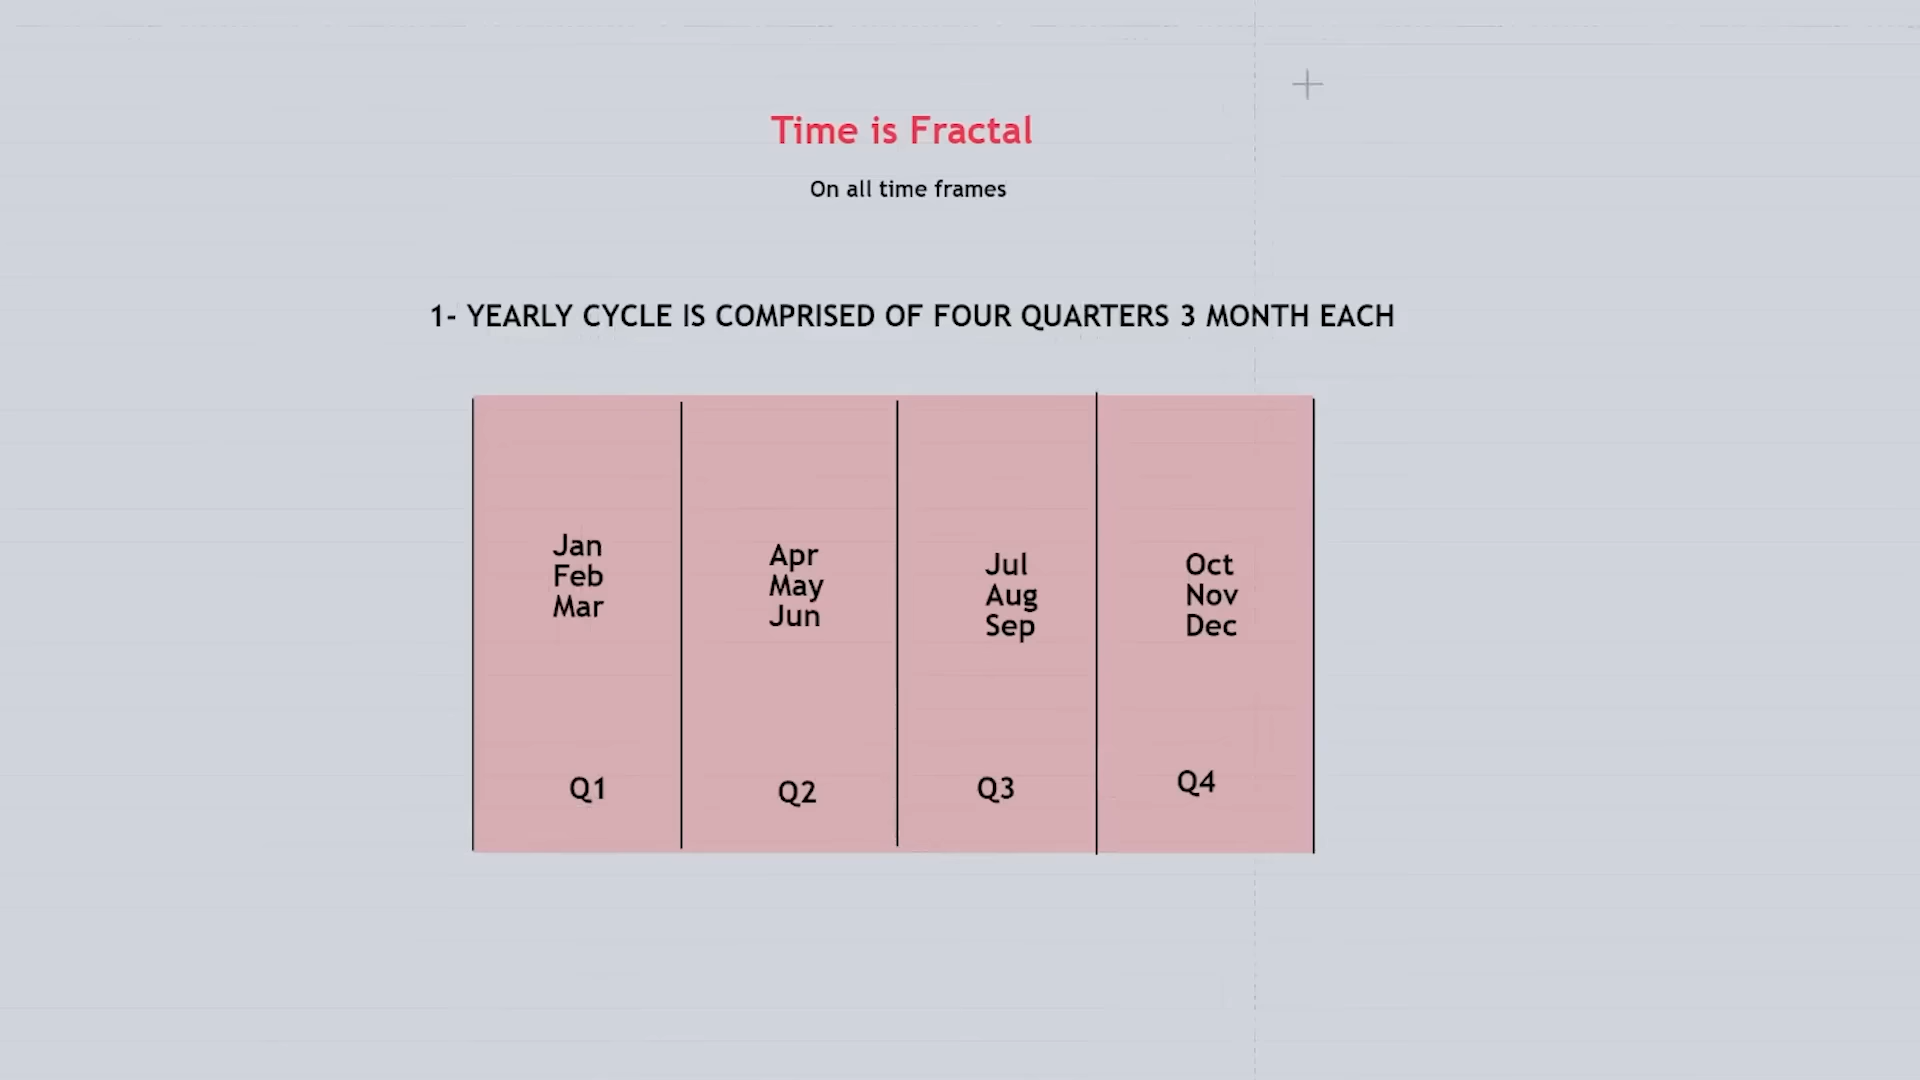 Time is Fractal
On all time frames
1- YEARLY CYCLE IS COMPRISED OF FOUR QUARTERS 3 MONTH EACH
Jan
Feb
Mar
Apr
May
Jun
Jul
Aug
Sep
Oct
Nov
Dec
Q1
Q2
Q3
Q4